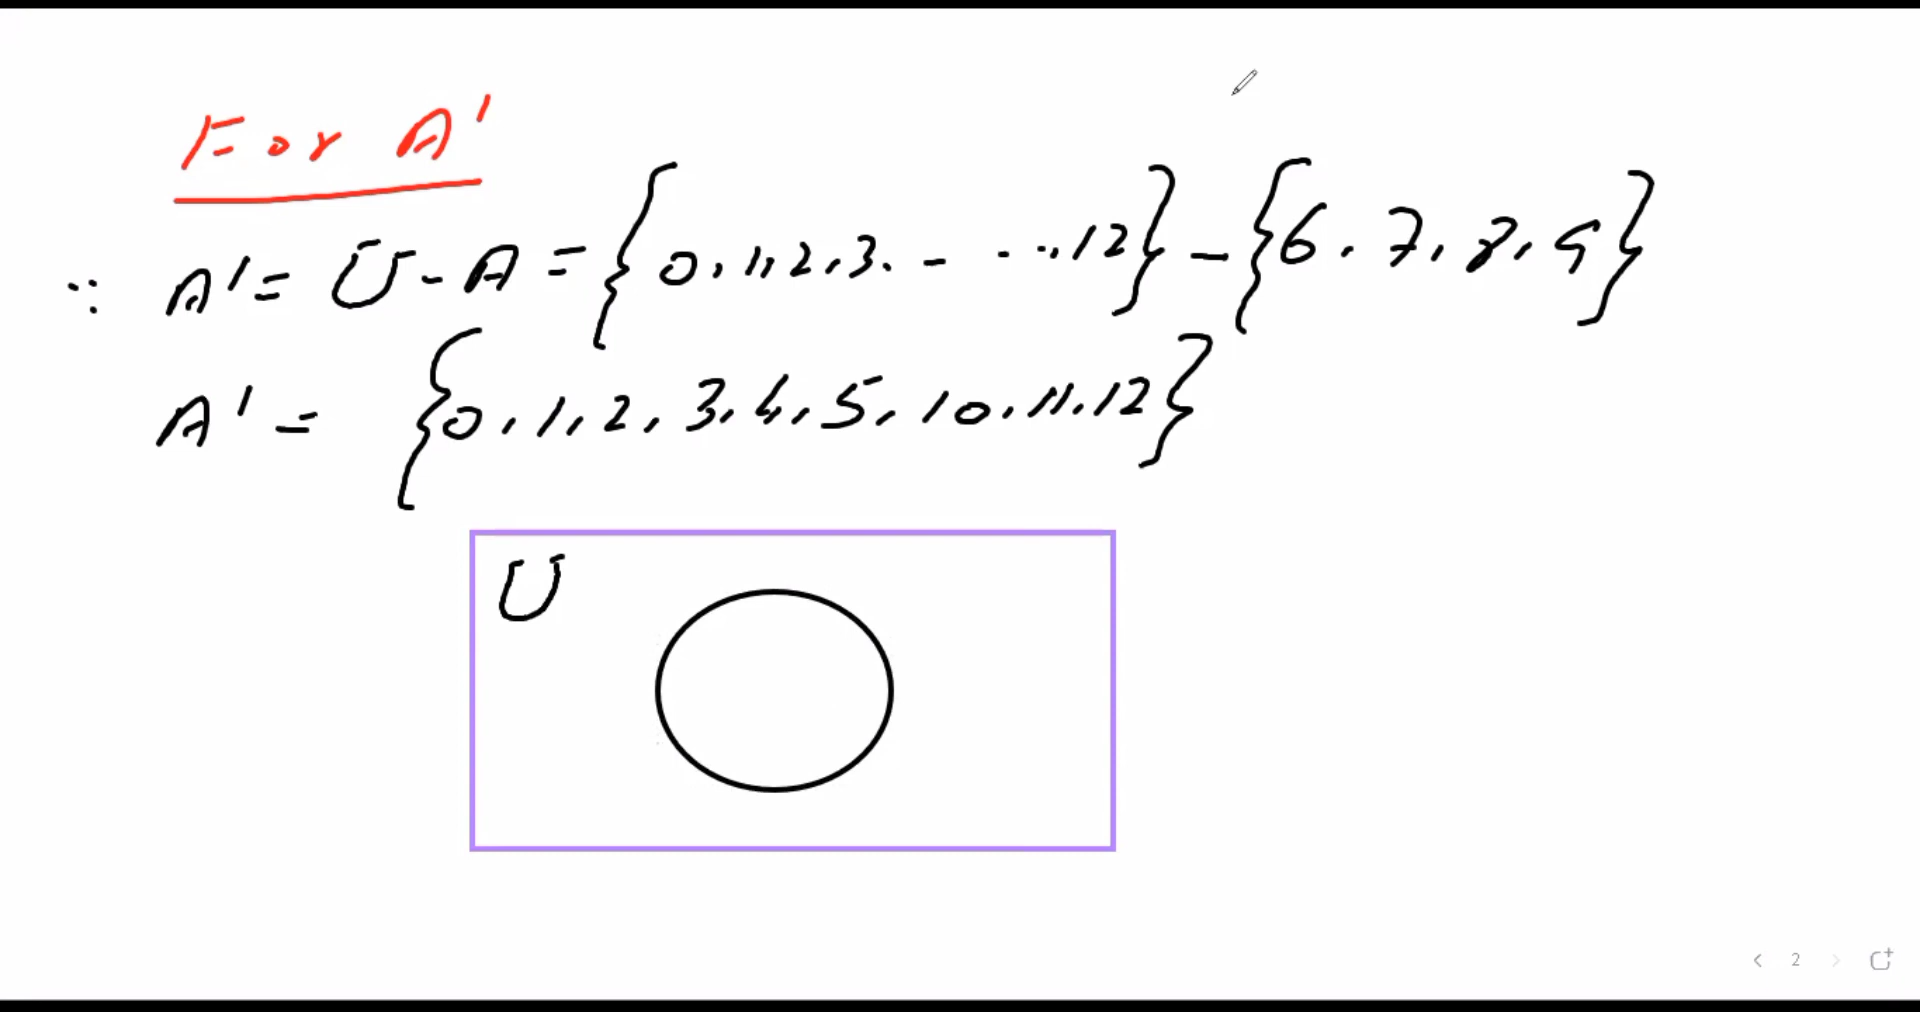 For A'
∵ A' = U - A = {0, 1, 2, 3, - - .., 12} - {6, 7, 8, 9}
A' = {0, 1, 2, 3, 4, 5, 10, 11, 12}
U
2